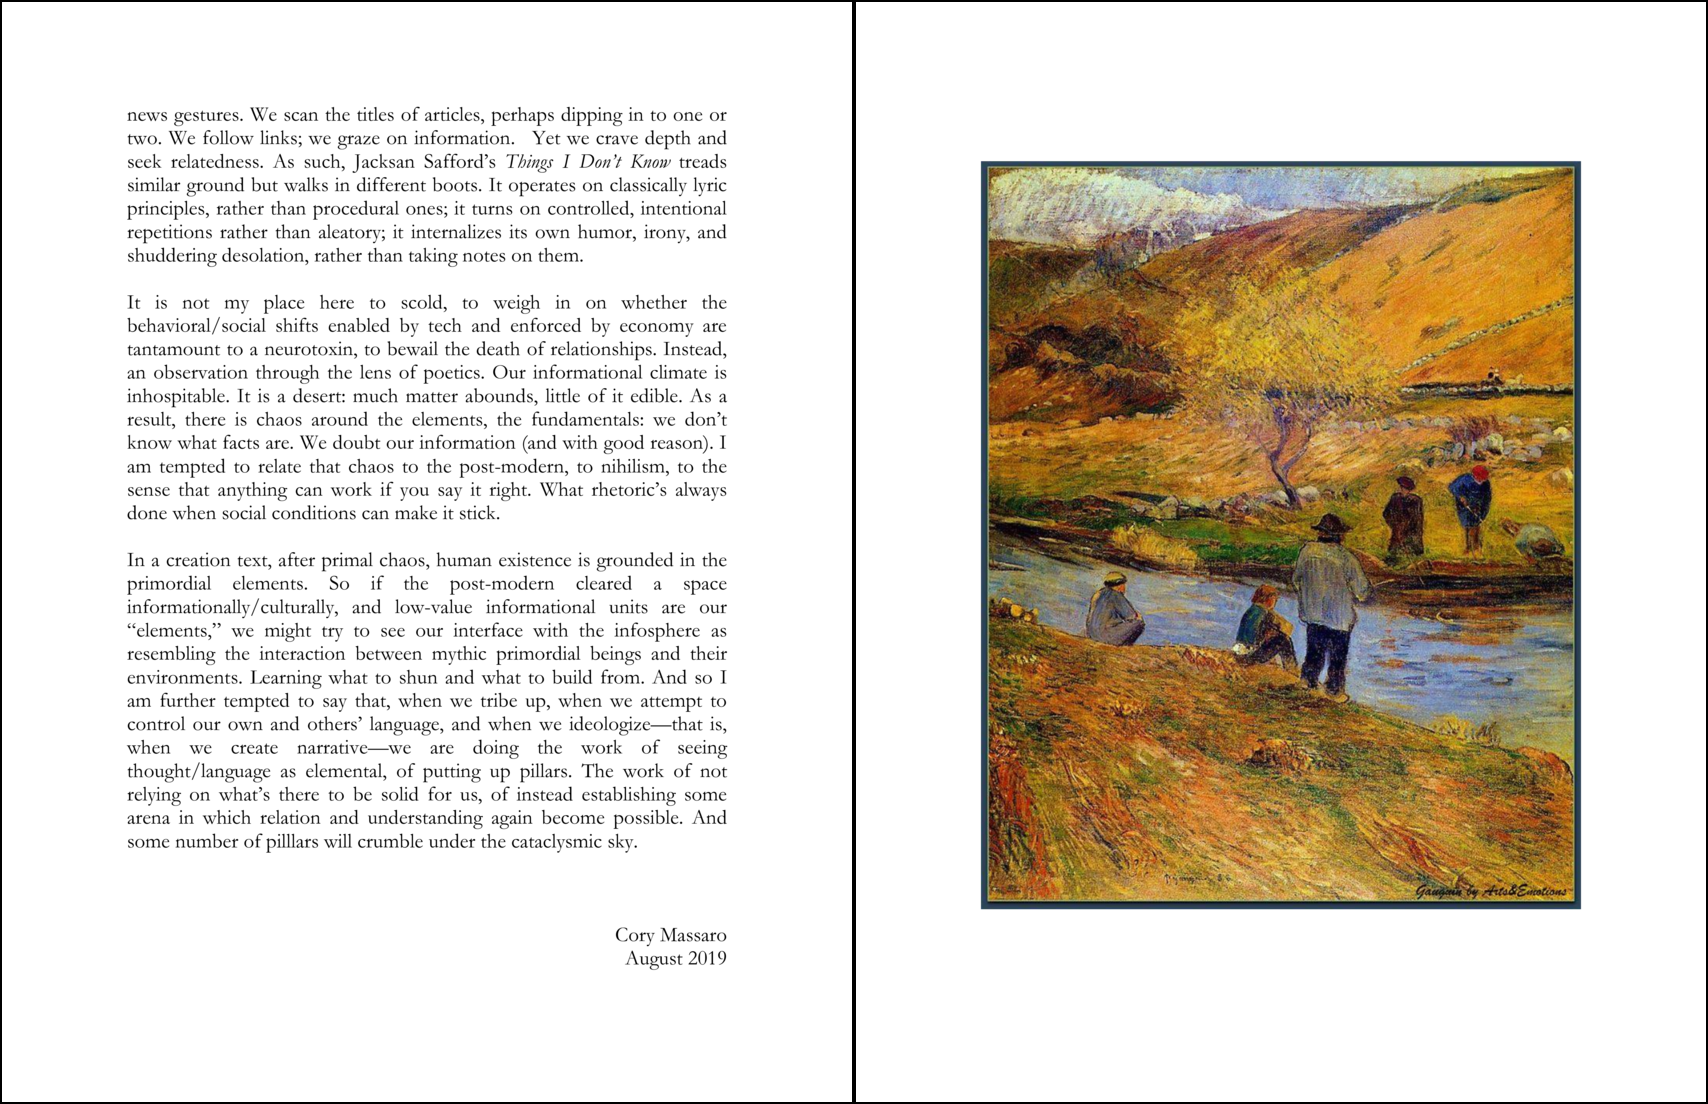 news gestures. We scan the titles of articles, perhaps dipping in to one or
two. We follow links; we graze on information.   Yet we crave depth and
seek relatedness. As such, Jacksan Safford’s Things I Don’t Know treads
similar ground but walks in different boots. It operates on classically lyric
principles, rather than procedural ones; it turns on controlled, intentional
repetitions rather than aleatory; it internalizes its own humor, irony, and
shuddering desolation, rather than taking notes on them.
It is not my place here to scold, to weigh in on whether the
behavioral/social shifts enabled by tech and enforced by economy are
tantamount to a neurotoxin, to bewail the death of relationships. Instead,
an observation through the lens of poetics. Our informational climate is
inhospitable. It is a desert: much matter abounds, little of it edible. As a
result, there is chaos around the elements, the fundamentals: we don’t
know what facts are. We doubt our information (and with good reason). I
am tempted to relate that chaos to the post-modern, to nihilism, to the
sense that anything can work if you say it right. What rhetoric’s always
done when social conditions can make it stick.
In a creation text, after primal chaos, human existence is grounded in the
primordial elements. So if the post-modern cleared a space
informationally/culturally, and low-value informational units are our
“elements,” we might try to see our interface with the infosphere as
resembling the interaction between mythic primordial beings and their
environments. Learning what to shun and what to build from. And so I
am further tempted to say that, when we tribe up, when we attempt to
control our own and others’ language, and when we ideologize—that is,
when we create narrative—we are doing the work of seeing
thought/language as elemental, of putting up pillars. The work of not
relying on what’s there to be solid for us, of instead establishing some
arena in which relation and understanding again become possible. And
some number of pilllars will crumble under the cataclysmic sky.
Cory Massaro
August 2019
Gauguin by Arts&Emotions